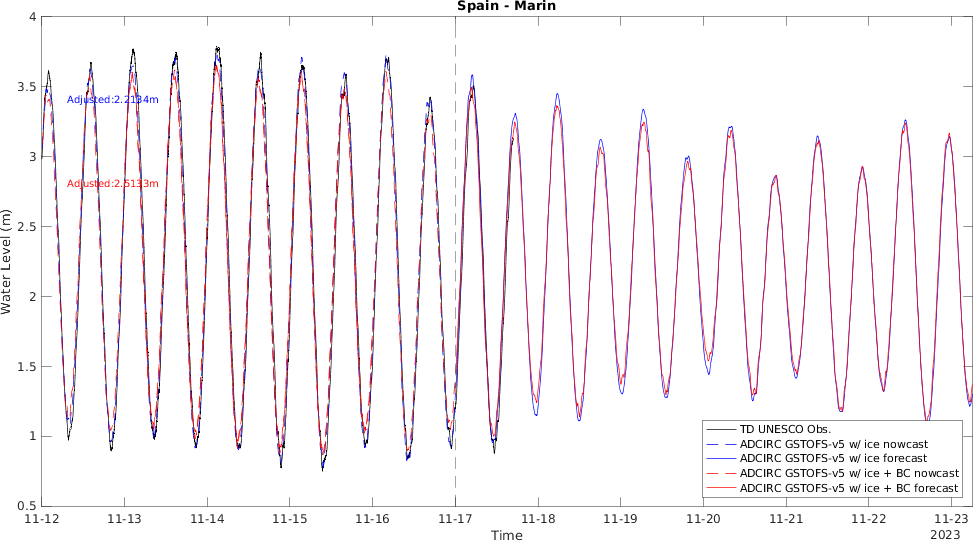 Spain - Marin
4
3.5
3
2.5
2
1.5
1
0.5
Water Level (m)
Adjusted:2.2134m
Adjusted:2.5133m
TD UNESCO Obs.
ADCIRC GSTOFS-v5 w/ ice nowcast
ADCIRC GSTOFS-v5 w/ ice forecast
ADCIRC GSTOFS-v5 w/ ice + BC nowcast
ADCIRC GSTOFS-v5 w/ ice + BC forecast
11-12 11-13 11-14 11-15 11-16 11-17 11-18 11-19 11-20 11-21 11-22 11-23
2023
Time